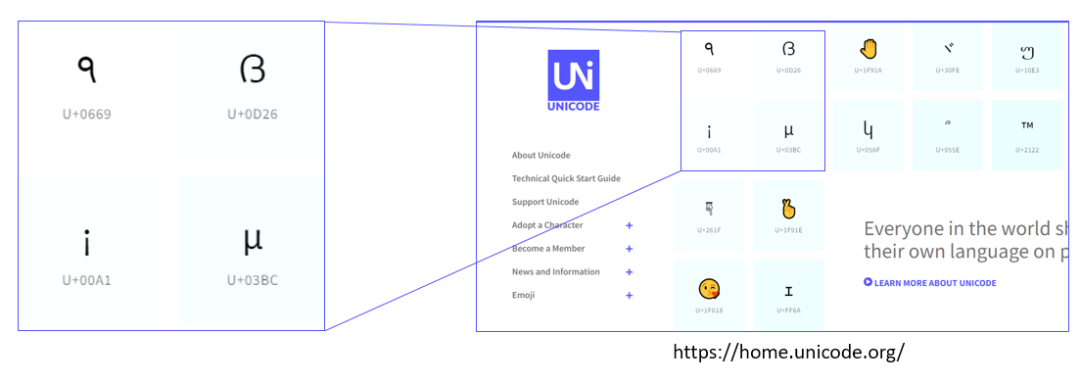 ٩ ദ
U+0669 U+0D26
¡ μ
U+00A1 U+03BC
UNi
UNICODE
About Unicode
Technical Quick Start Guide
Support Unicode
Adopt a Character +
Become a Member +
News and Information +
Emoji +
٩ ദ 🤚 ヾ
U+0669 U+0D26 U+1F91A U+30FE U+10E3
¡ μ կ ՞ ™
U+00A1 U+03BC U+056F U+055E U+2122
☟ 🤞
U+261F U+1F91E
😘 ェ
U+1F618 U+FF6A
Everyone in the world sh
their own language on p
LEARN MORE ABOUT UNICODE
https://home.unicode.org/